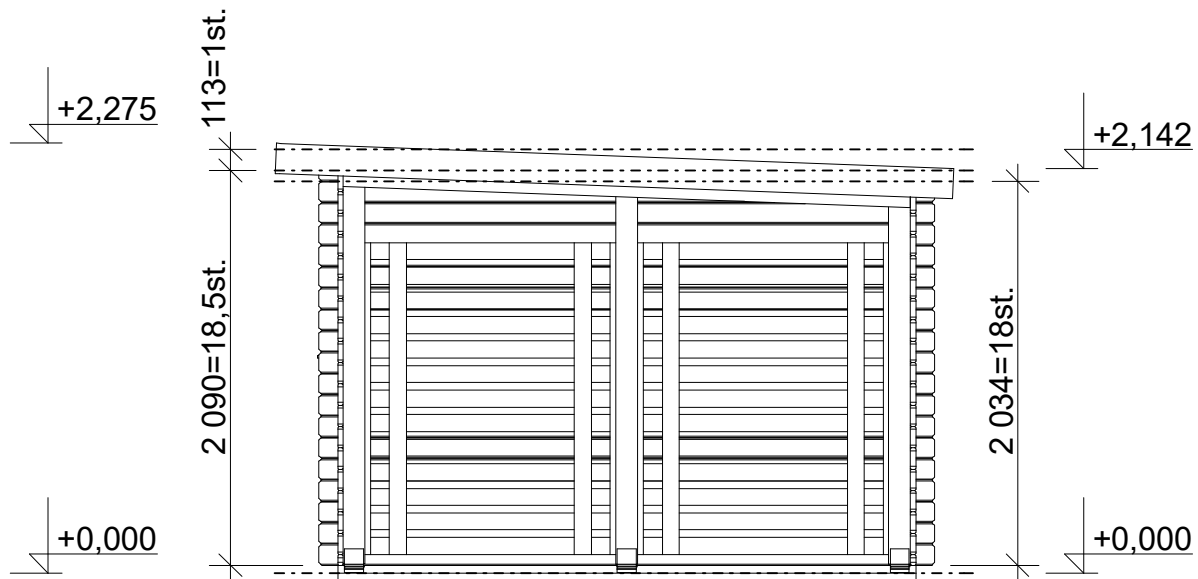 113=1st.
+2,275
+2,142
2 090=18,5st.
2 034=18st.
+0,000
+0,000